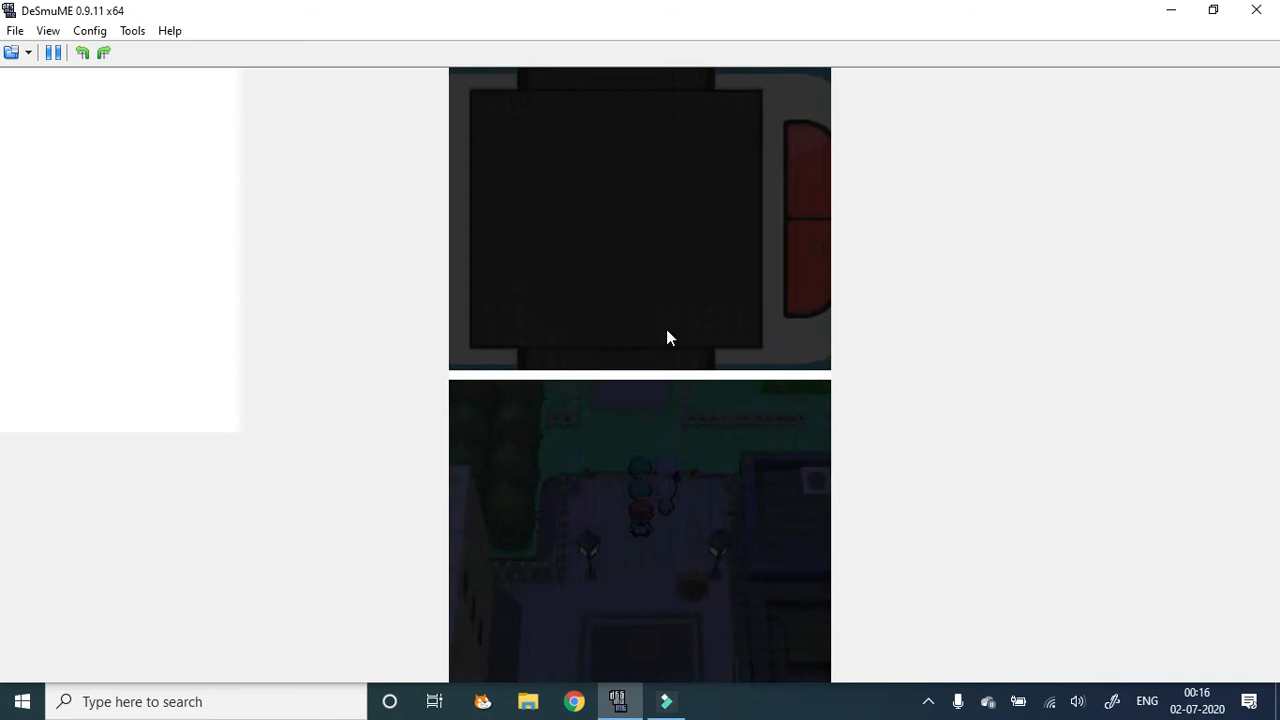 DeSmuME 0.9.11 x64
File View Config Tools Help
Type here to search
ENG
00:16
02-07-2020